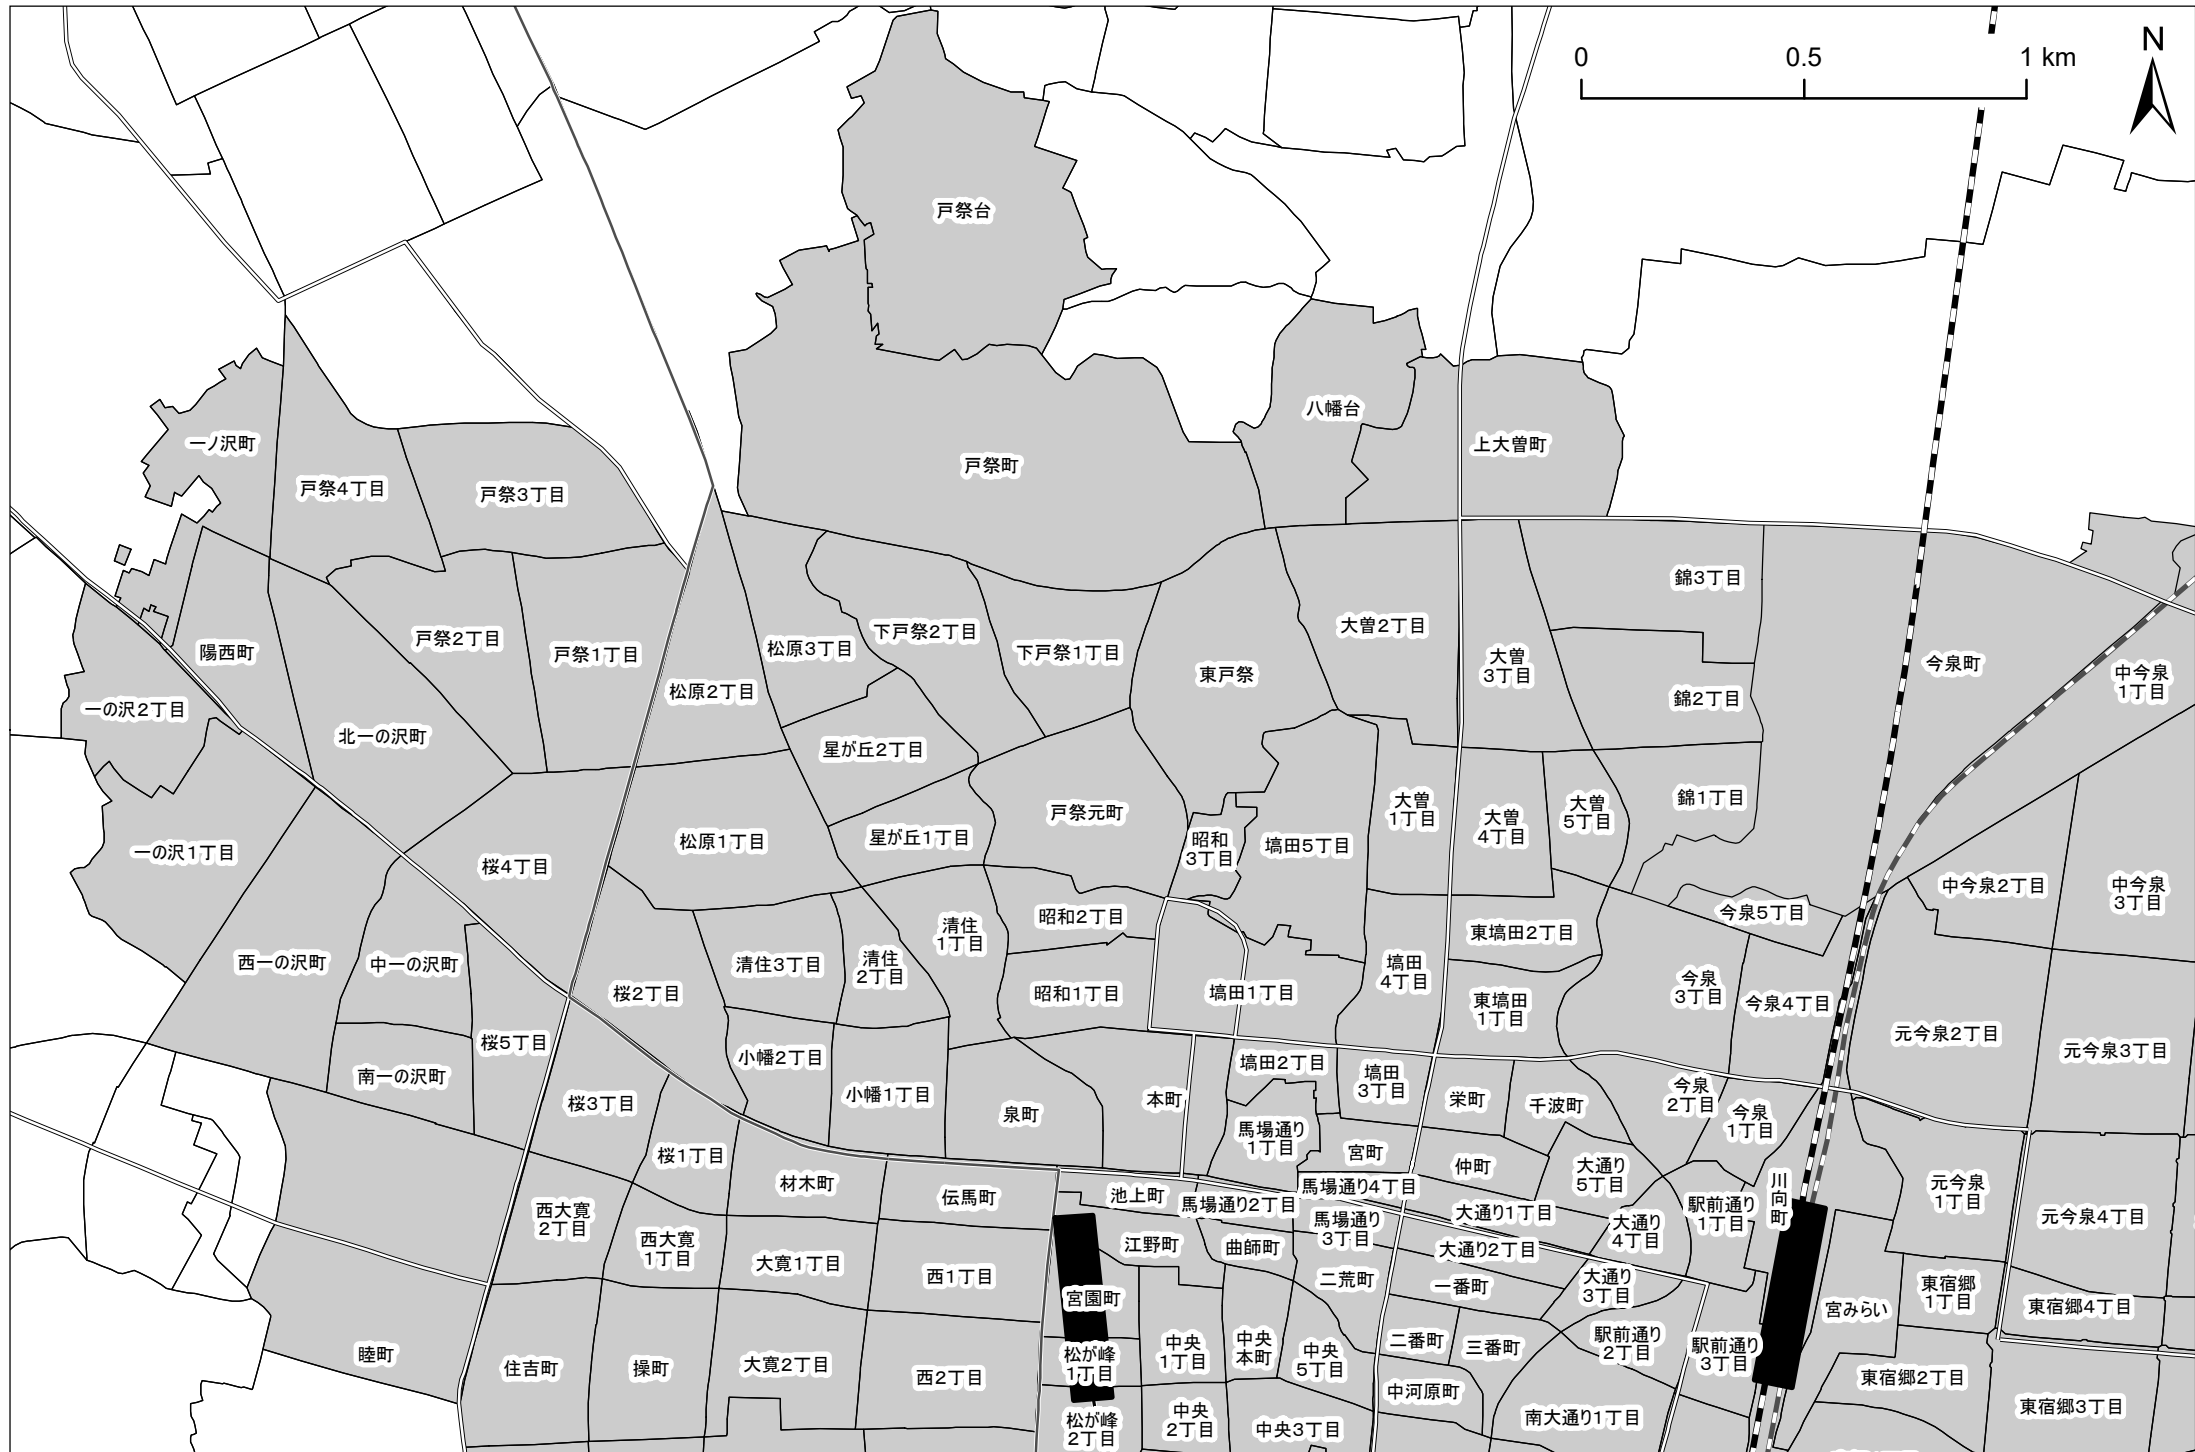 0 0.5 1 km
N
戸祭台
八幡台
一ノ沢町
上大曽町
戸祭町
戸祭4丁目
戸祭3丁目
錦3丁目
大曽2丁目
下戸祭2丁目
戸祭2丁目
松原3丁目
陽西町
戸祭1丁目
下戸祭1丁目
大曽
3丁目
今泉町
東戸祭
中今泉
1丁目
松原2丁目
錦2丁目
一の沢2丁目
北一の沢町
星が丘2丁目
錦1丁目
戸祭元町
大曽
1丁目
大曽
4丁目
大曽
5丁目
星が丘1丁目
松原1丁目
昭和
3丁目
塙田5丁目
一の沢1丁目
桜4丁目
中今泉2丁目
中今泉
3丁目
今泉5丁目
昭和2丁目
清住
1丁目
東塙田2丁目
西一の沢町
中一の沢町
清住3丁目
清住
2丁目
塙田
4丁目
桜2丁目
昭和1丁目
塙田1丁目
今泉
3丁目
今泉4丁目
東塙田
1丁目
元今泉2丁目
桜5丁目
元今泉3丁目
小幡2丁目
塙田2丁目
南一の沢町
塙田
3丁目
小幡1丁目
桜3丁目
泉町
本町
栄町
千波町
今泉
2丁目
今泉
1丁目
馬場通り
1丁目
宮町
桜1丁目
仲町
大通り
5丁目
材木町
伝馬町
池上町
馬場通り4丁目
馬場通り2丁目
川向町
元今泉
1丁目
駅前通り
1丁目
西大寛
2丁目
大通り1丁目
元今泉4丁目
馬場通り
3丁目
大通り
4丁目
西大寛
1丁目
江野町
曲師町
大通り2丁目
大寛1丁目
西1丁目
二荒町
一番町
大通り
3丁目
宮園町
宮みらい
東宿郷
1丁目
東宿郷4丁目
睦町
住吉町
操町
大寛2丁目
西2丁目
松が峰
1丁目
中央
1丁目
中央
本町
中央
5丁目
二番町
三番町
駅前通り
2丁目
駅前通り
3丁目
東宿郷2丁目
中河原町
東宿郷3丁目
松が峰
2丁目
中央
2丁目
中央3丁目
南大通り1丁目